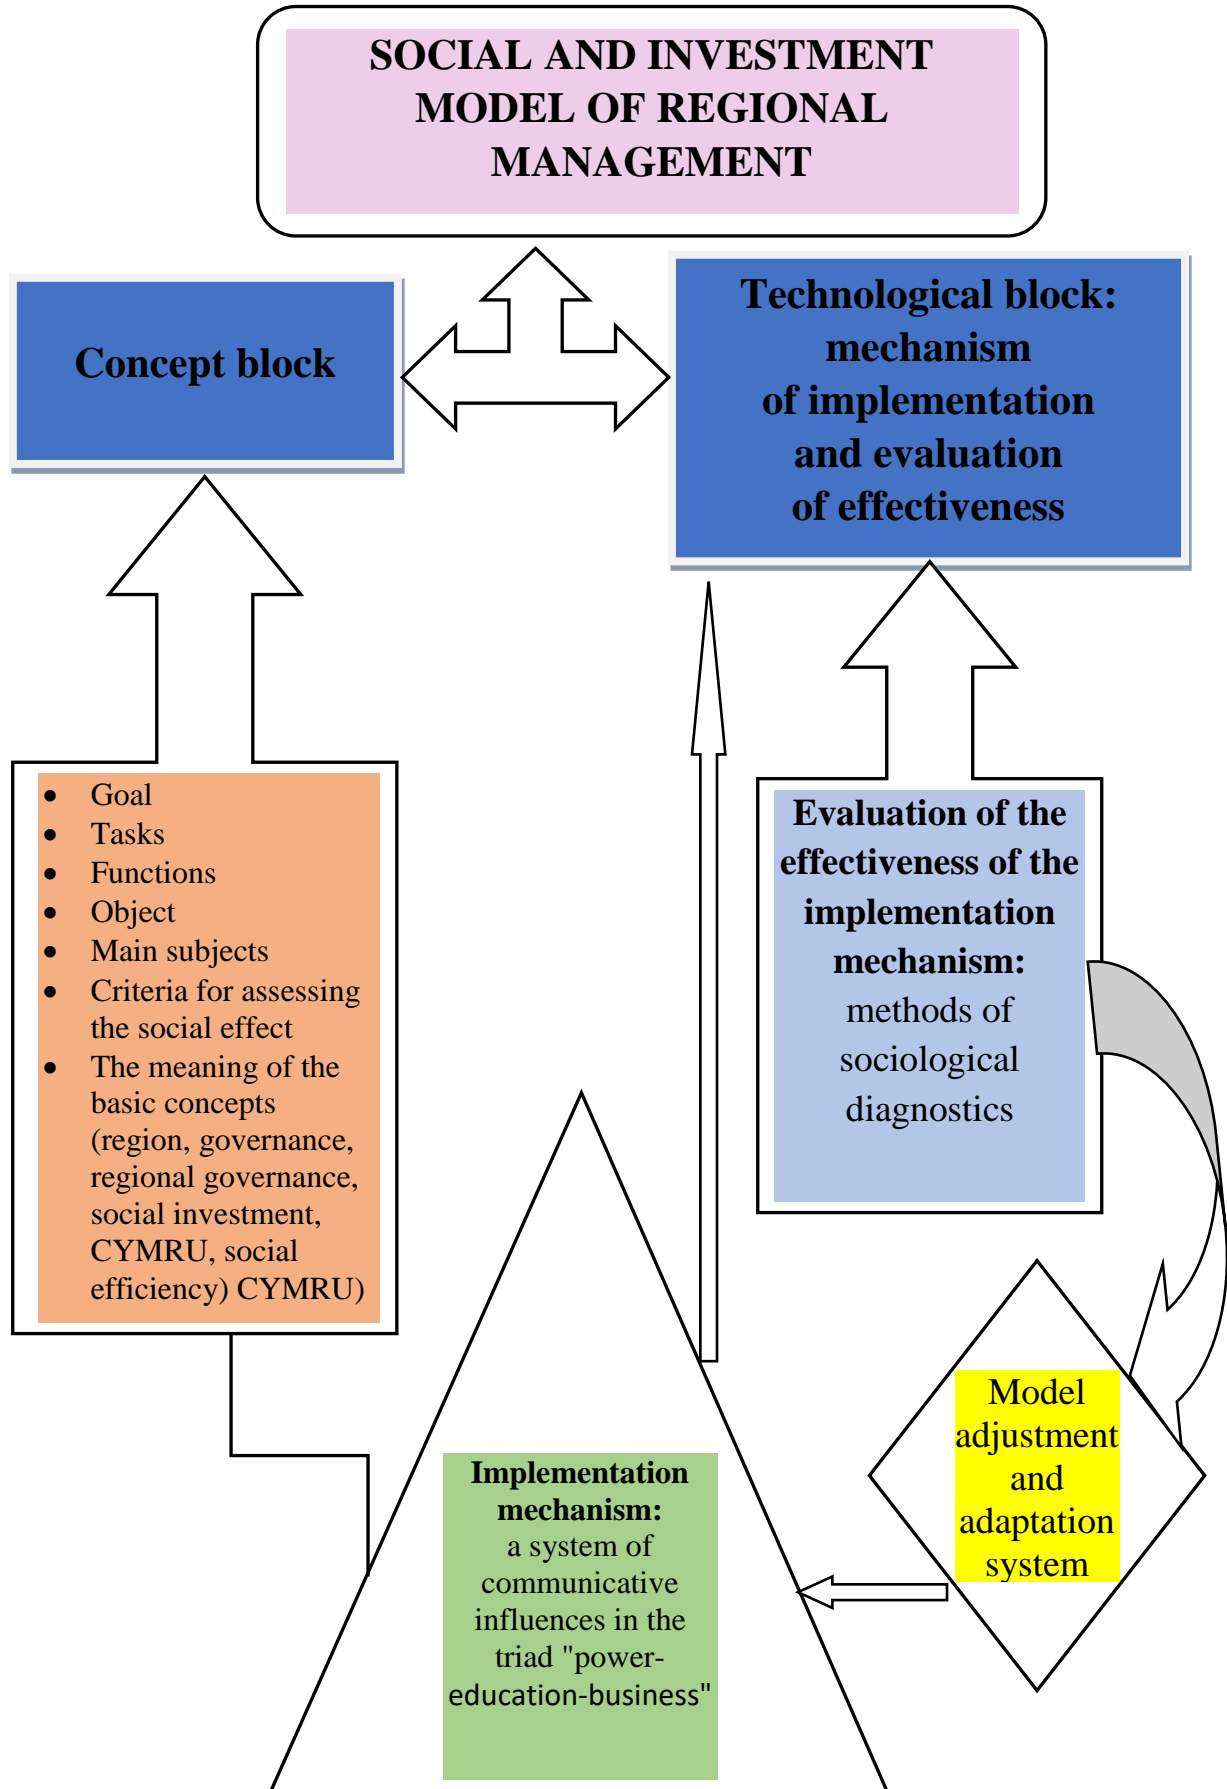 SOCIAL AND INVESTMENT
MODEL OF REGIONAL
MANAGEMENT
Concept block
Technological block:
mechanism
of implementation
and evaluation
of effectiveness
• Goal
• Tasks
• Functions
• Object
• Main subjects
• Criteria for assessing
the social effect
• The meaning of the
basic concepts
(region, governance,
regional governance,
social investment,
CYMRU, social
efficiency) CYMRU)
Evaluation of the
effectiveness of the
implementation
mechanism:
methods of
sociological
diagnostics
Implementation
mechanism:
a system of
communicative
influences in the
triad "power-
education-business"
Model
adjustment
and
adaptation
system